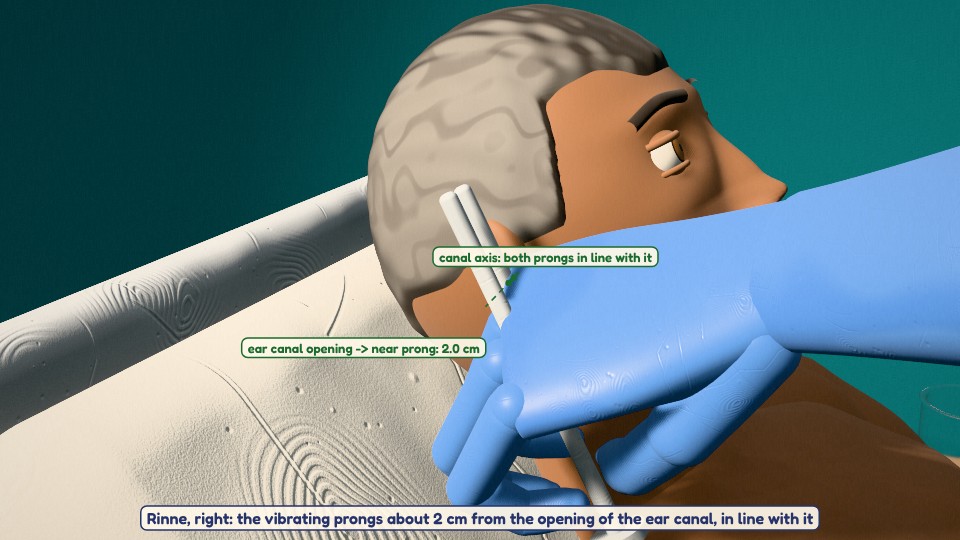 canal axis: both prongs in line with it
ear canal opening -> near prong: 2.0 cm
Rinne, right: the vibrating prongs about 2 cm from the opening of the ear canal, in line with it